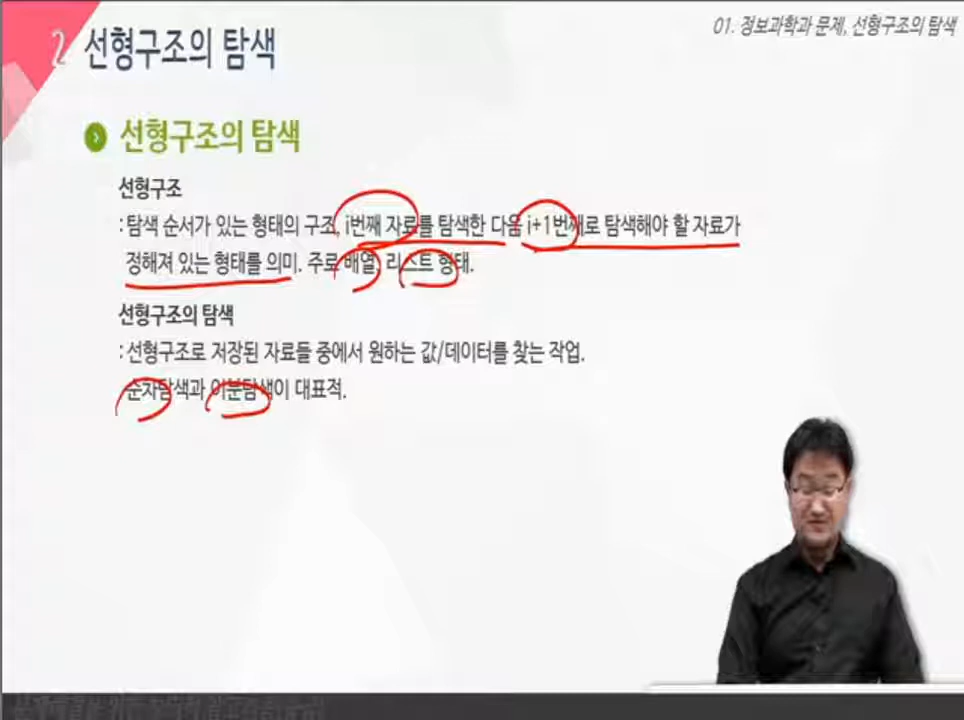 01. 정보과학과 문제, 선형구조의 탐색
2. 선형구조의 탐색
선형구조의 탐색
선형구조
: 탐색 순서가 있는 형태의 구조, i번째 자료를 탐색한 다음 i+1번째로 탐색해야 할 자료가
정해져 있는 형태를 의미. 주로 배열, 리스트 형태.
선형구조의 탐색
: 선형구조로 저장된 자료들 중에서 원하는 값/데이터를 찾는 작업.
순차탐색과 이분탐색이 대표적.